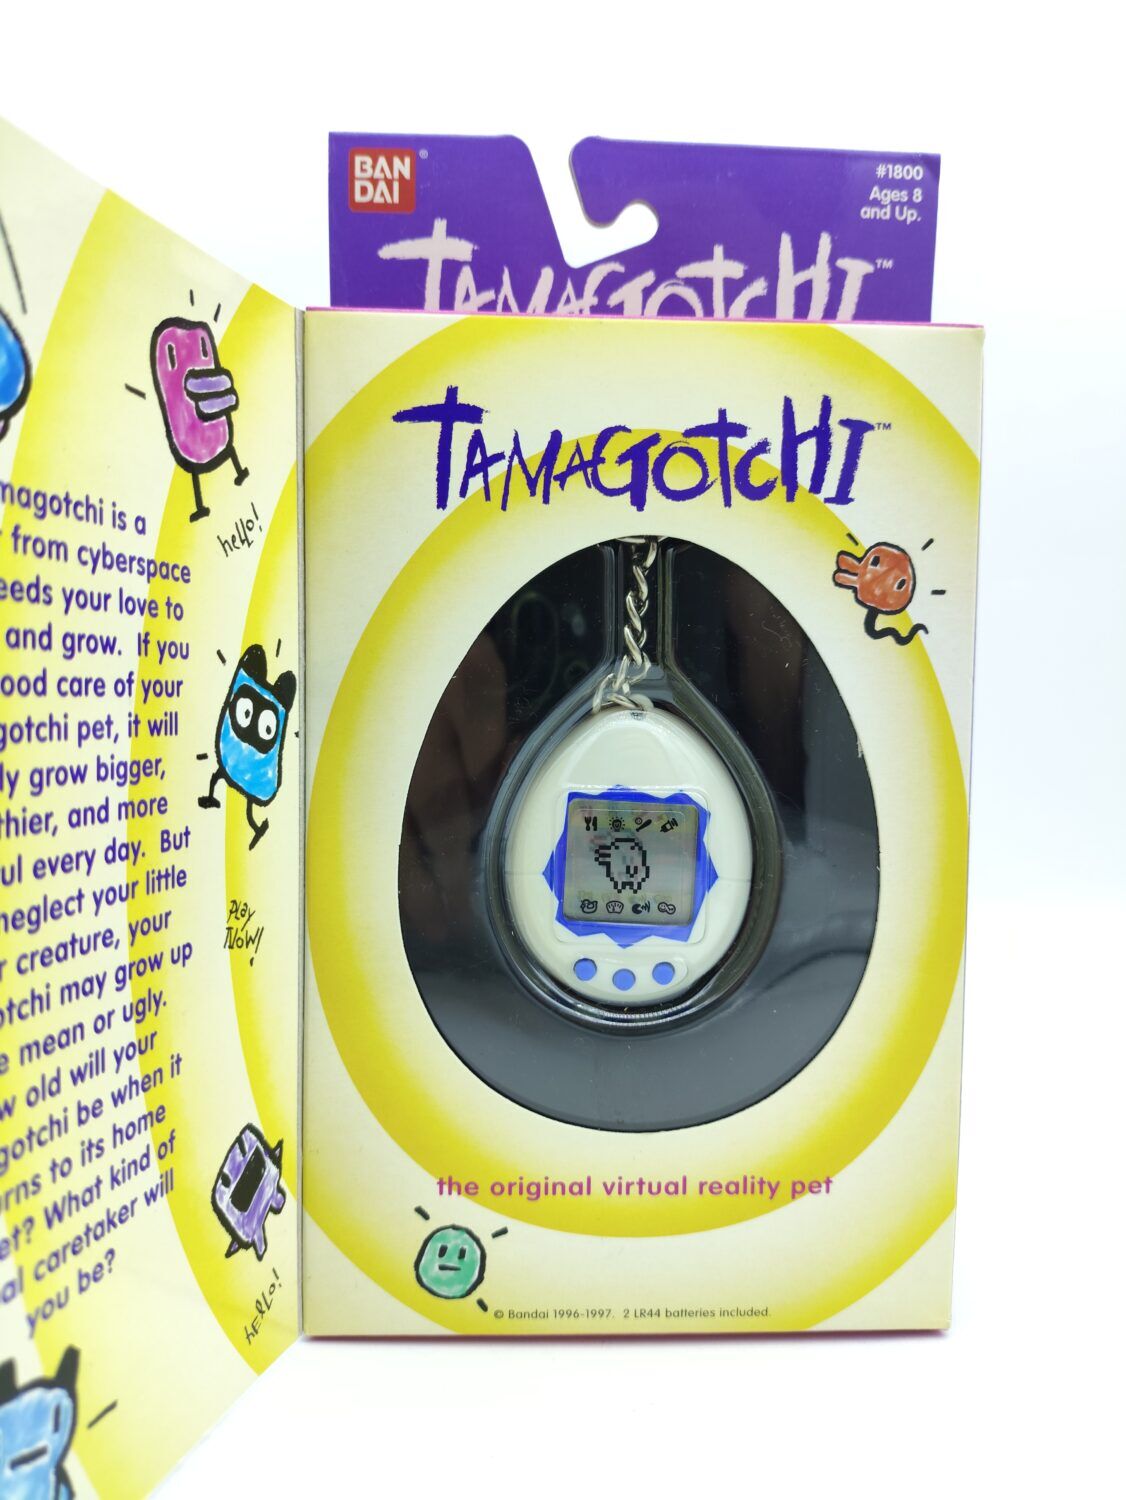 BAN
DAI
®
#1800
Ages 8
and Up.
TAMAGOTCHI™
magotchi is a
from cyberspace
eeds your love to
and grow. If you
ood care of your
gotchi pet, it will
ly grow bigger,
thier, and more
ul every day. But
neglect your little
r creature, your
otchi may grow up
e mean or ugly.
w old will your
gotchi be when it
rns to its home
et? What kind of
al caretaker will
you be?
hello!
PLAY
NOW!
hELLO!
TAMAGOTCHI™
the original virtual reality pet
© Bandai 1996-1997. 2 LR44 batteries included.